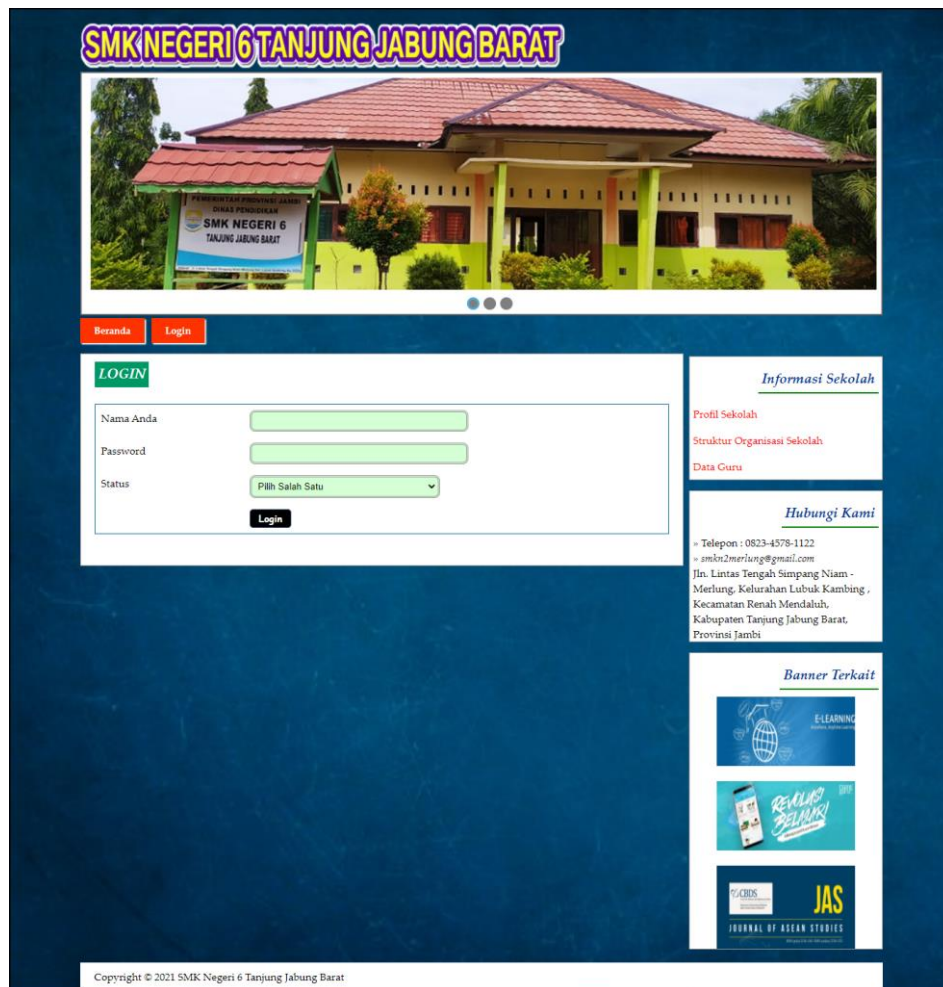 SMK NEGERI 6 TANJUNG JABUNG BARAT
PEMERINTAH PROVINSI JAMBI
DINAS PENDIDIKAN
SMK NEGERI 6
TANJUNG JABUNG BARAT
Beranda
Login
LOGIN
Nama Anda
Password
Status
Pilih Salah Satu
Login
Informasi Sekolah
Profil Sekolah
Struktur Organisasi Sekolah
Data Guru
Hubungi Kami
» Telepon : 0823-4578-1122
» smkn2merlung@gmail.com
Jln. Lintas Tengah Simpang Niam -
Merlung, Kelurahan Lubuk Kambing ,
Kecamatan Renah Mendaluh,
Kabupaten Tanjung Jabung Barat,
Provinsi Jambi
Banner Terkait
E-LEARNING
REVOLUSI
BELAJAR!
CBDS
JAS
JOURNAL OF ASEAN STUDIES
Copyright © 2021 SMK Negeri 6 Tanjung Jabung Barat